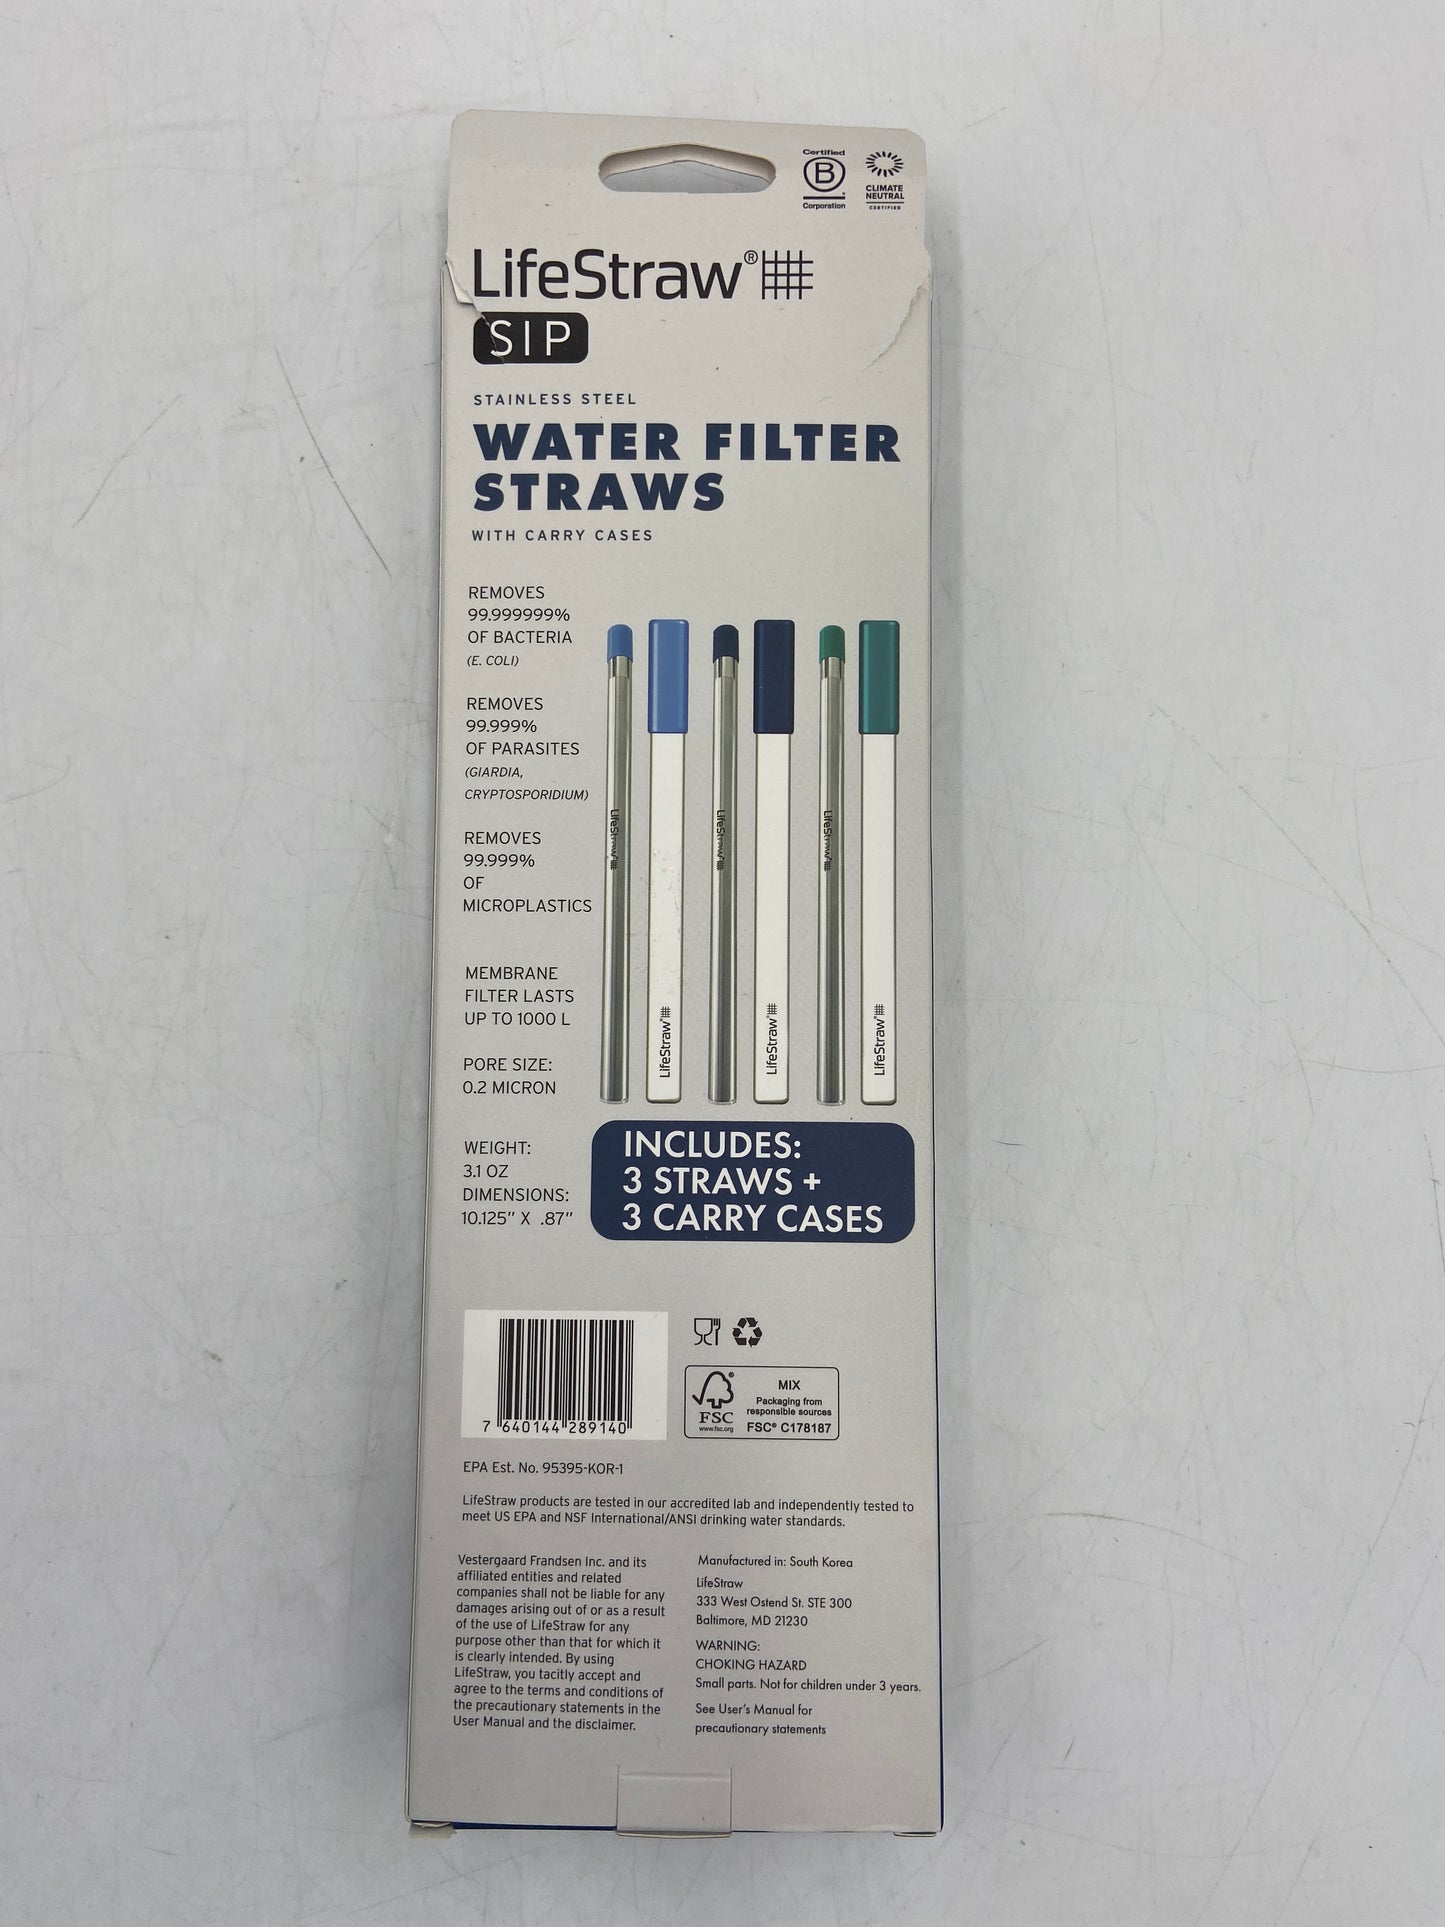 Certified
B
Corporation
CLIMATE
NEUTRAL
CERTIFIED
LifeStraw®
SIP
STAINLESS STEEL
WATER FILTER
STRAWS
WITH CARRY CASES
REMOVES
99.999999%
OF BACTERIA
(E. COLI)
REMOVES
99.999%
OF PARASITES
(GIARDIA,
CRYPTOSPORIDIUM)
REMOVES
99.999%
OF
MICROPLASTICS
MEMBRANE
FILTER LASTS
UP TO 1000 L
PORE SIZE:
0.2 MICRON
WEIGHT:
3.1 OZ
DIMENSIONS:
10.125" X .87"
LifeStraw®
LifeStraw®
LifeStraw®
LifeStraw®
LifeStraw®
LifeStraw®
INCLUDES:
3 STRAWS +
3 CARRY CASES
7 640144 289140
FSC®
www.fsc.org
MIX
Packaging from
responsible sources
FSC® C178187
EPA Est. No. 95395-KOR-1
LifeStraw products are tested in our accredited lab and independently tested to
meet US EPA and NSF International/ANSI drinking water standards.
Vestergaard Frandsen Inc. and its
affiliated entities and related
companies shall not be liable for any
damages arising out of or as a result
of the use of LifeStraw for any
purpose other than that for which it
is clearly intended. By using
LifeStraw, you tacitly accept and
agree to the terms and conditions of
the precautionary statements in the
User Manual and the disclaimer.
Manufactured in: South Korea
LifeStraw
333 West Ostend St. STE 300
Baltimore, MD 21230
WARNING:
CHOKING HAZARD
Small parts. Not for children under 3 years.
See User's Manual for
precautionary statements